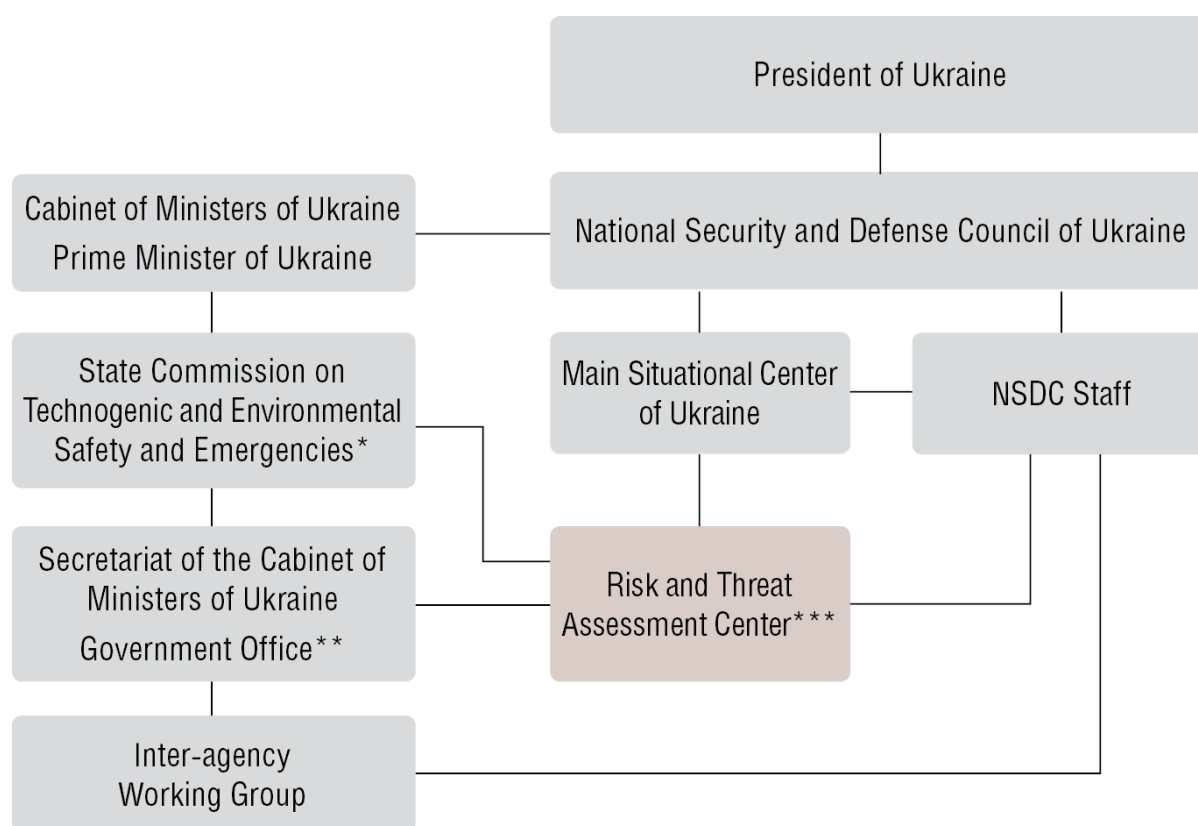 President of Ukraine
Cabinet of Ministers of Ukraine
Prime Minister of Ukraine
National Security and Defense Council of Ukraine
State Commission on
Technogenic and Environmental
Safety and Emergencies*
Main Situational Center
of Ukraine
NSDC Staff
Secretariat of the Cabinet of
Ministers of Ukraine
Government Office**
Risk and Threat
Assessment Center***
Inter-agency
Working Group